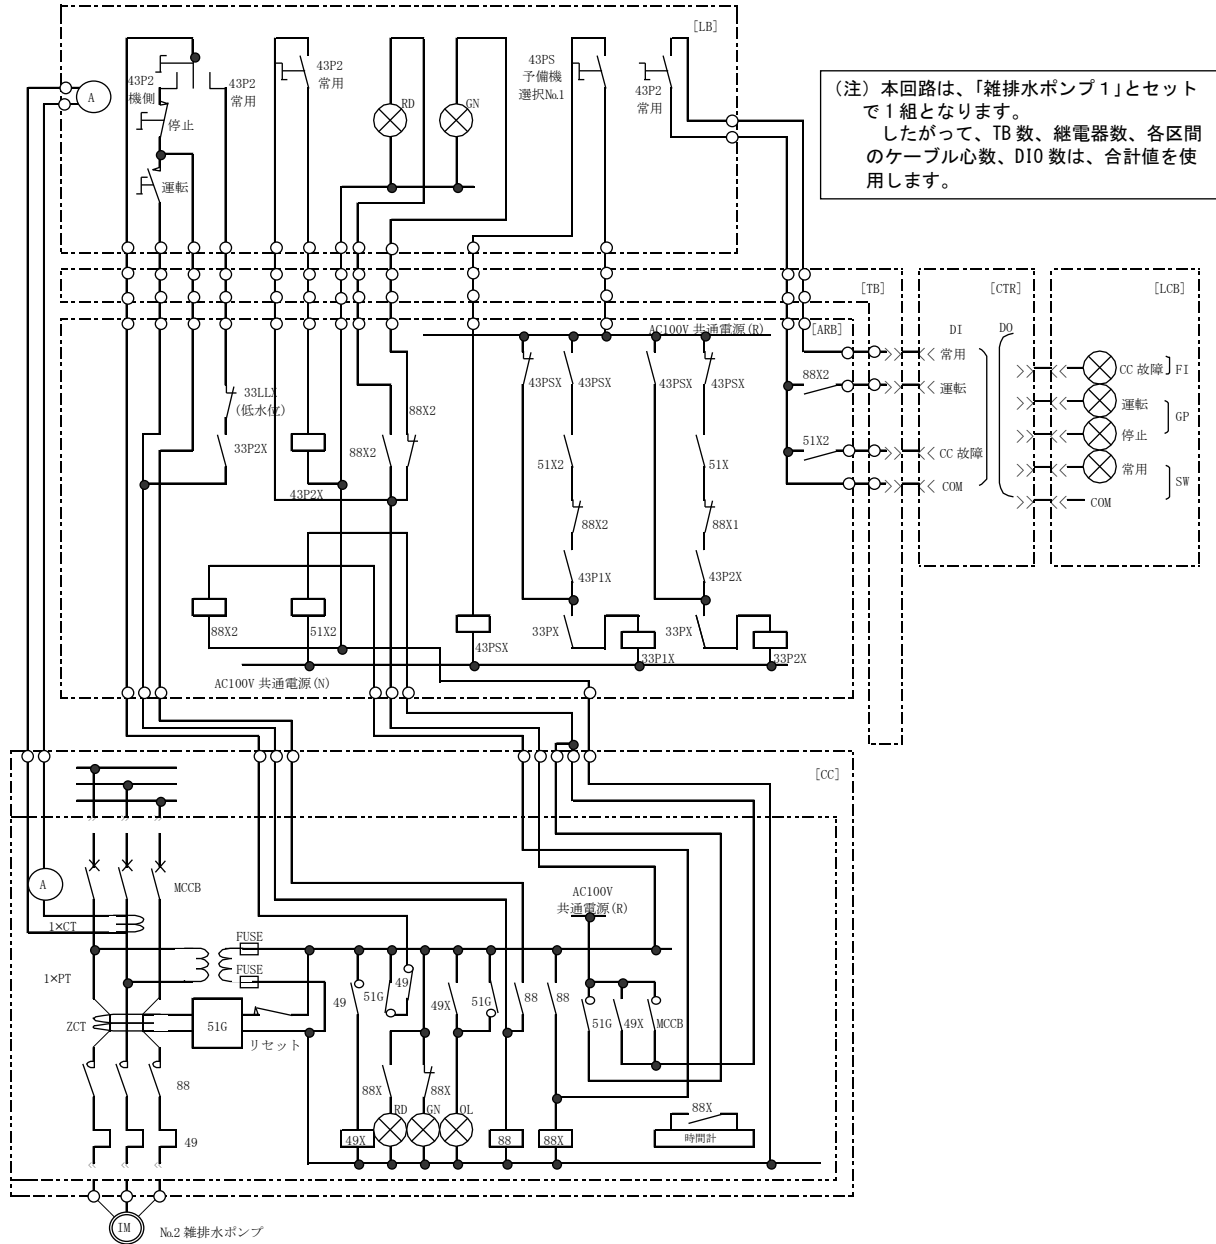 [LB]
43P2
機側
停止
運転
43P2
常用
43P2
常用
RD
GN
43PS
予備機
選択No.1
43P2
常用
A
(注) 本回路は、「雑排水ポンプ1」とセット
で1組となります。
したがって、TB数、継電器数、各区間
のケーブル心数、DIO数は、合計値を使
用します。
[TB]
[CTR]
[LCB]
AC100V 共通電源(R)
[ARB]
DI
DO
常用
運転
CC 故障
COM
CC 故障
FI
運転
GP
停止
常用
SW
COM
88X2
51X2
33LLX
(低水位)
33P2X
43P2X
88X2
88X2
43PSX
43PSX
43PSX
43PSX
51X2
51X
88X2
88X1
43P1X
43P2X
33PX
33PX
33P1X
33P2X
88X2
51X2
43PSX
AC100V 共通電源(N)
[CC]
MCCB
A
1×CT
1×PT
FUSE
FUSE
ZCT
51G
リセット
88
49
49
51G
49
49X
51G
88
88
AC100V
共通電源(R)
51G
49X
MCCB
88X
88X
RD
GN
OL
49X
88
88X
88X
時間計
IM
No.2 雑排水ポンプ